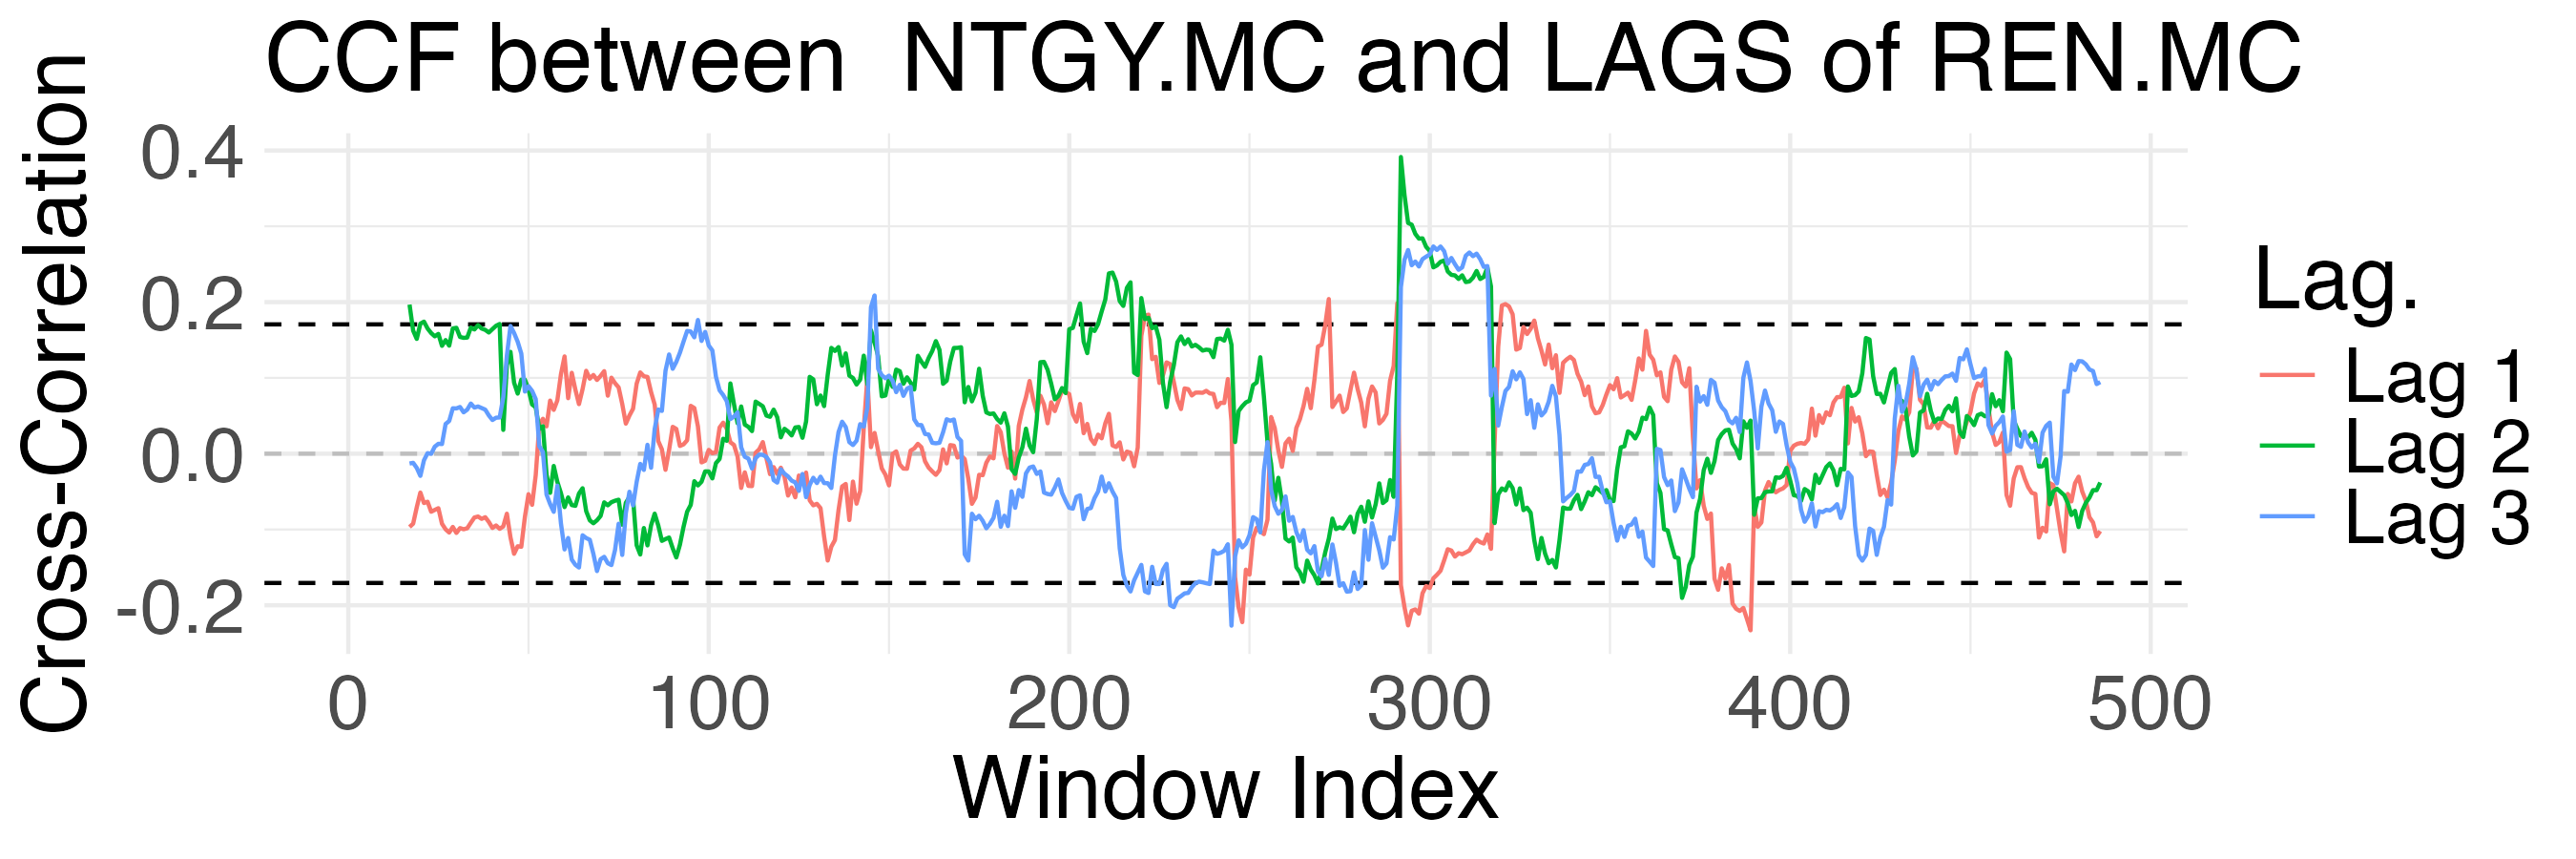 CCF between  NTGY.MC and LAGS of REN.MC
Cross-Correlation
0.4
0.2
0.0
-0.2
0 100 200 300 400 500
Window Index
Lag.
Lag 1
Lag 2
Lag 3